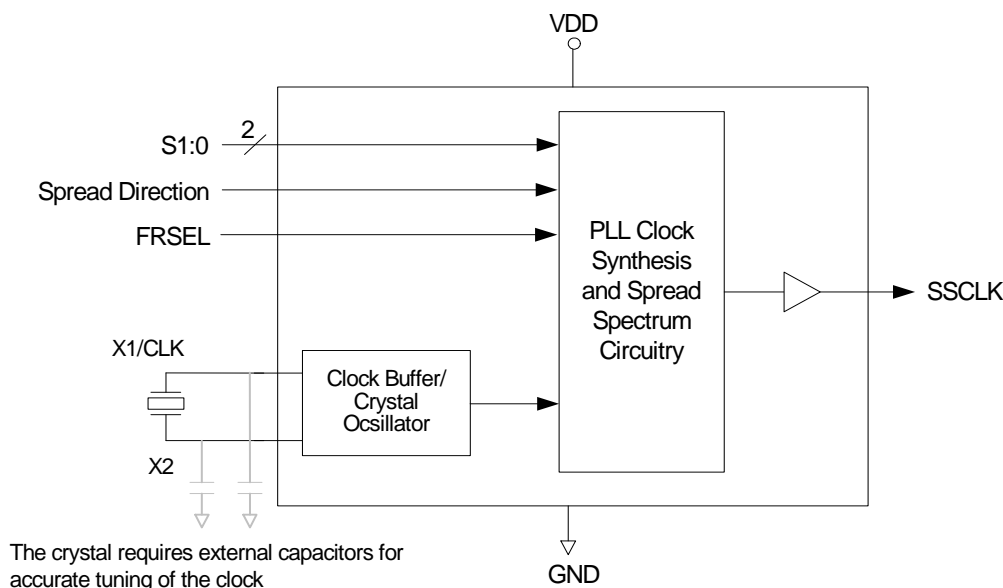 VDD
2
S1:0
Spread Direction
FRSEL
PLL Clock
Synthesis
and Spread
Spectrum
Circuitry
SSCLK
X1/CLK
Clock Buffer/
Crystal
Ocsillator
X2
The crystal requires external capacitors for
accurate tuning of the clock
GND